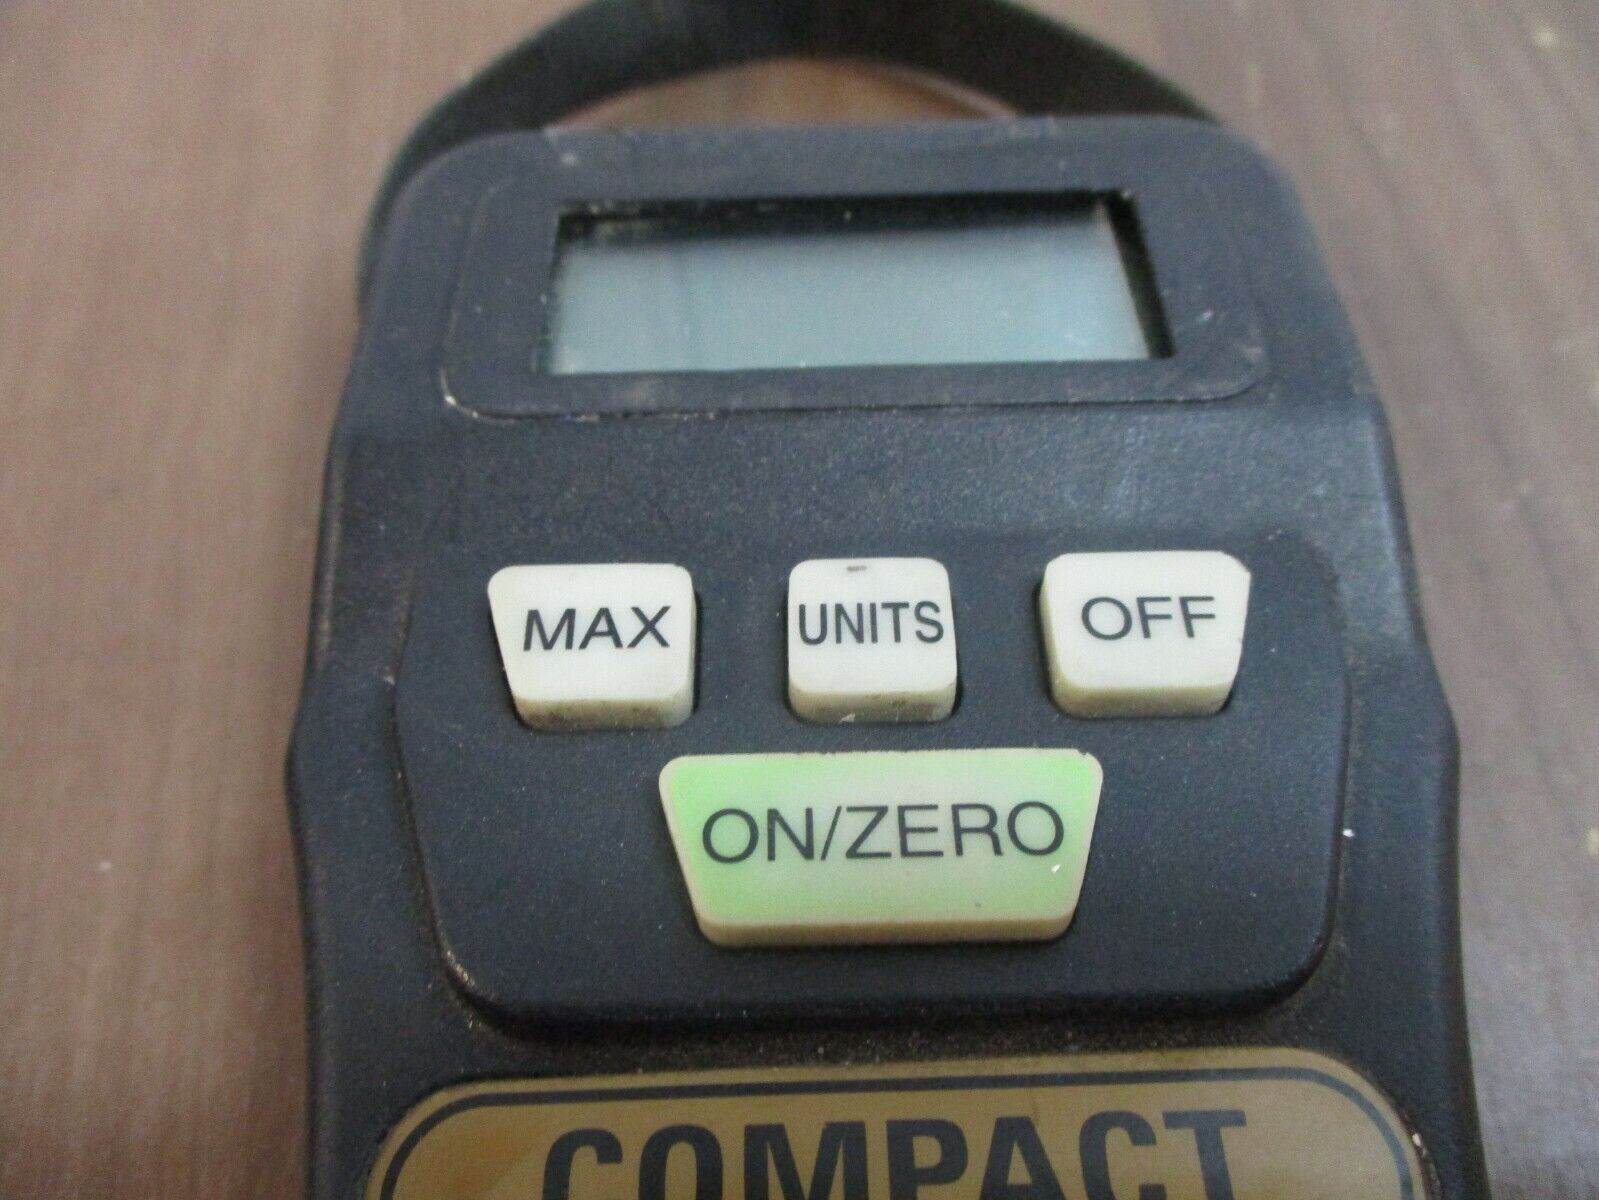 MAX UNITS OFF
ON/ZERO
COMPACT